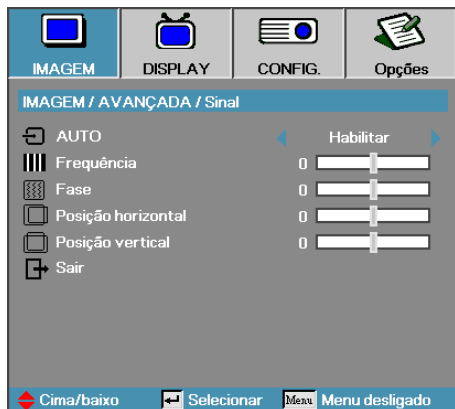 IMAGEM DISPLAY CONFIG. Opções
IMAGEM / AVANÇADA / Sinal
AUTO Habilitar
Frequência 0
Fase 0
Posição horizontal 0
Posição vertical 0
Sair
Cima/baixo Selecionar Menu Menu desligado